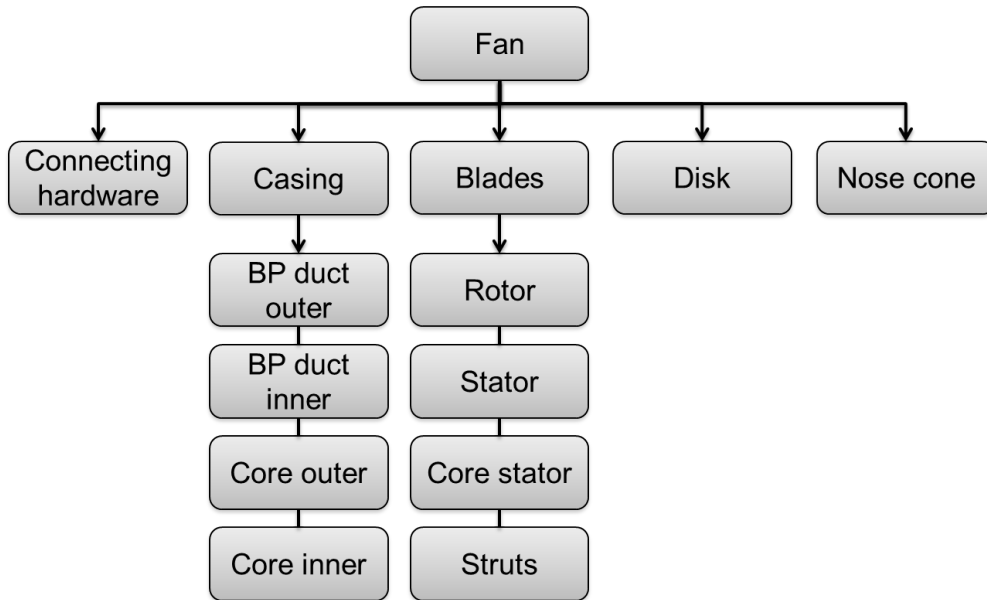 Fan
Connecting
hardware
Casing
Blades
Disk
Nose cone
BP duct
outer
Rotor
BP duct
inner
Stator
Core outer
Core stator
Core inner
Struts